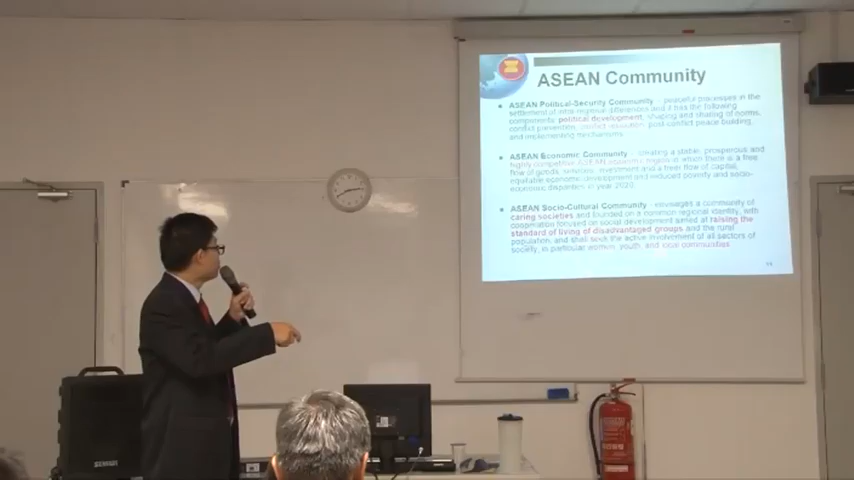 ASEAN Community
ASEAN Political-Security Community - peaceful processes in the
settlement of intra-regional differences and it has the following
components: political development, shaping and sharing of norms,
conflict prevention, conflict resolution, post-conflict peace building,
and implementing mechanisms
ASEAN Economic Community - creating a stable, prosperous and
highly competitive ASEAN economic region in which there is a free
flow of goods, services, investment and a freer flow of capital,
equitable economic development and reduced poverty and socio-
economic disparities in year 2020
ASEAN Socio-Cultural Community - envisages a community of
caring societies and founded on a common regional identity, with
cooperation focused on social development aimed at raising the
standard of living of disadvantaged groups and the rural
population, and shall seek the active involvement of all sectors of
society, in particular women, youth, and local communities